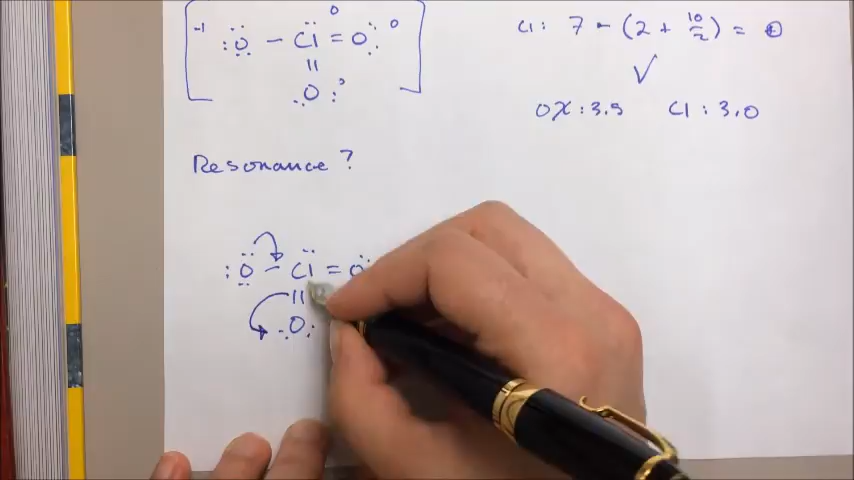 0
-1 :Ö — Cl = O: 0
||
O
Cl: 7 - (2 + 10/2) = 0
✓
OX: 3.5 Cl: 3.0
Resonance?
:Ö — Cl = O
||
O: